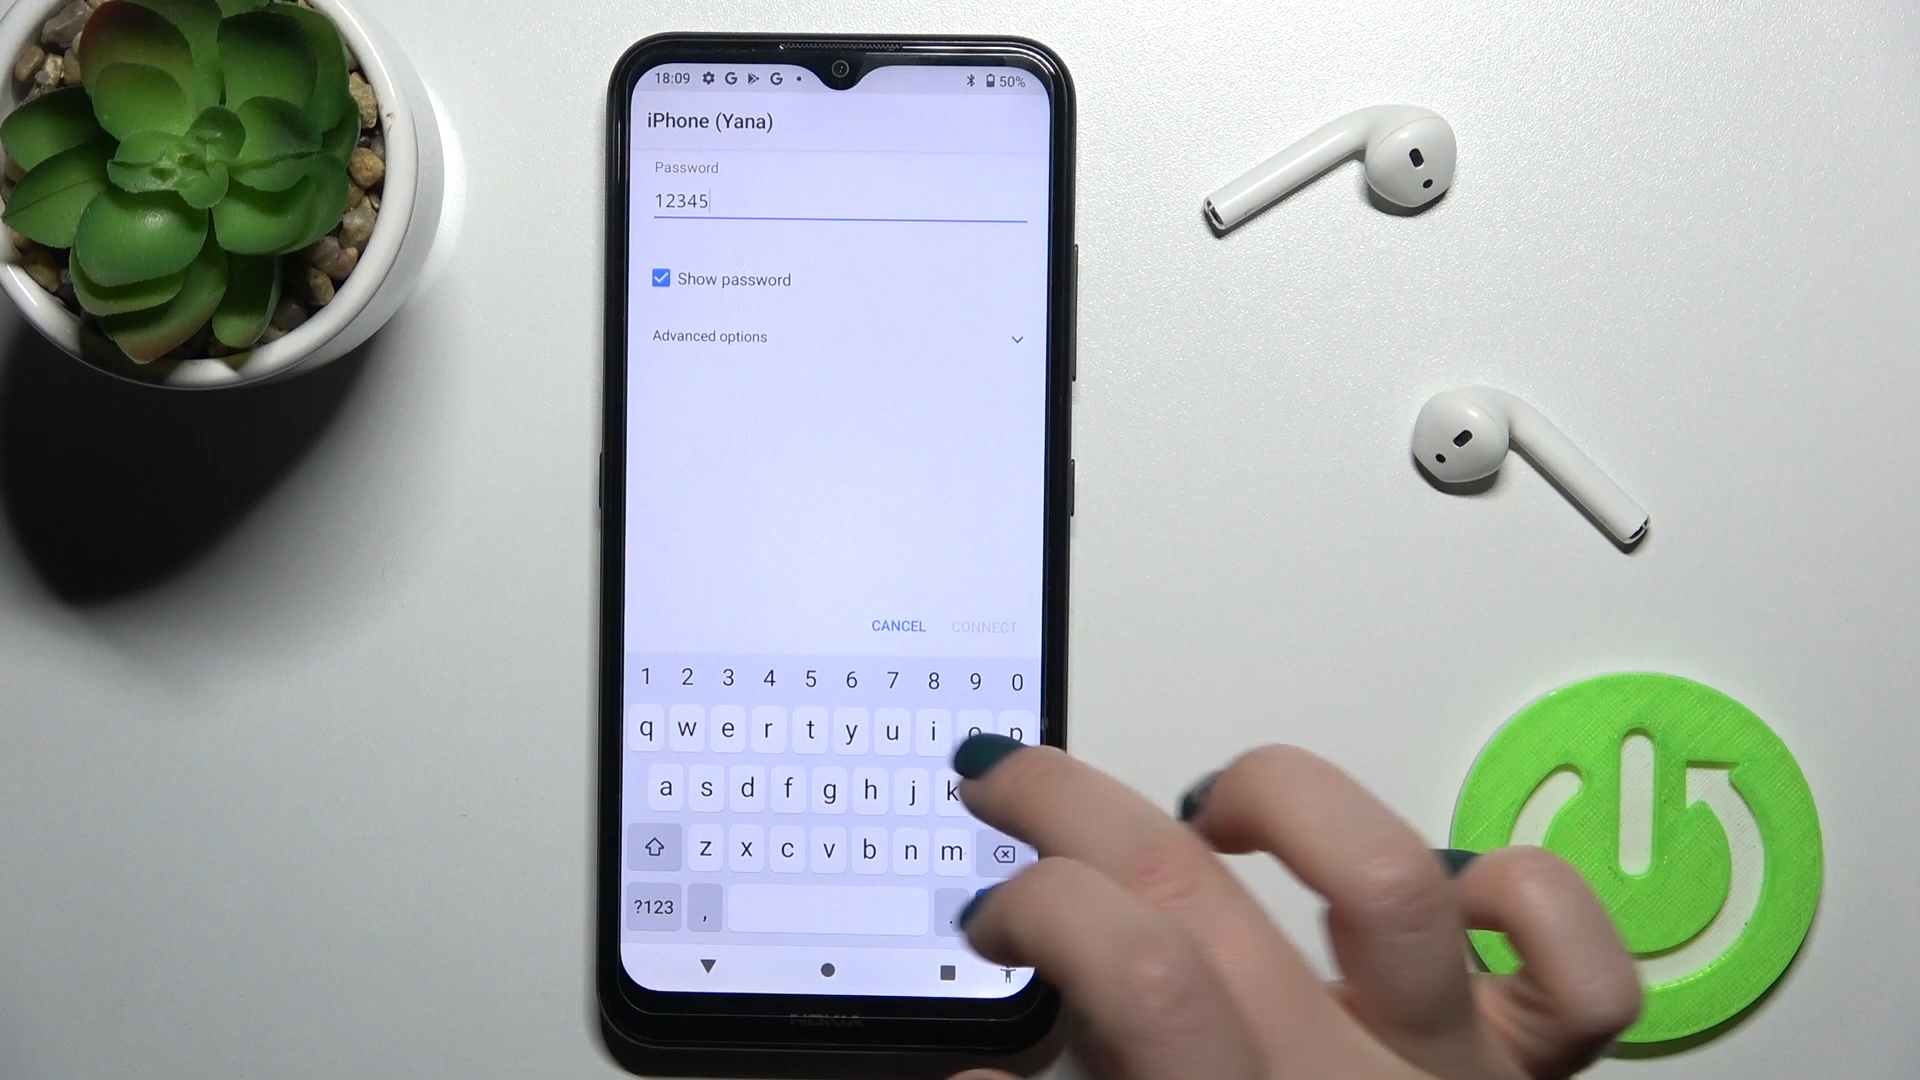 18:09 50%
iPhone (Yana)
Password
12345
Show password
Advanced options
CANCEL CONNECT
1 2 3 4 5 6 7 8 9 0
q w e r t y u i o p
a s d f g h j k
z x c v b n m
?123 , .
NOKIA